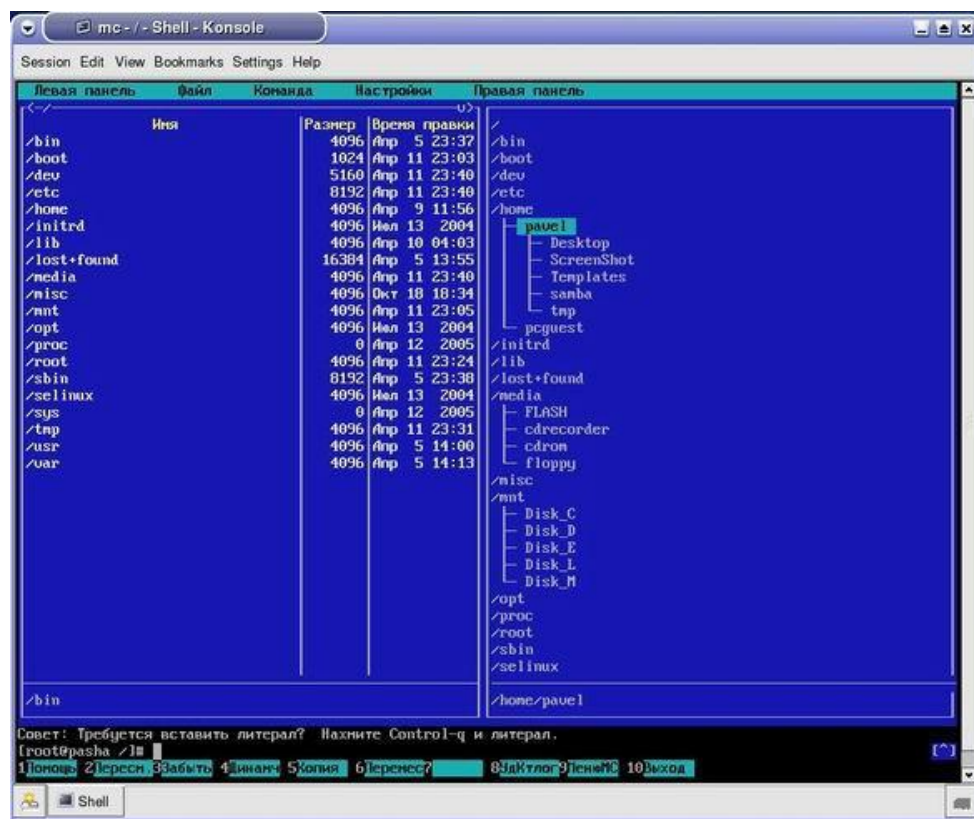 mc - / - Shell - Konsole
Session Edit View Bookmarks Settings Help
Левая панель Файл Команда Настройки Правая панель
<-/ v>
Имя Размер Время правки
/bin 4096 Апр 5 23:37
/boot 1024 Апр 11 23:03
/dev 5160 Апр 11 23:40
/etc 8192 Апр 11 23:40
/home 4096 Апр 9 11:56
/initrd 4096 Июл 13 2004
/lib 4096 Апр 10 04:03
/lost+found 16384 Апр 5 13:55
/media 4096 Апр 11 23:40
/misc 4096 Окт 18 18:34
/mnt 4096 Апр 11 23:05
/opt 4096 Июл 13 2004
/proc 0 Апр 12 2005
/root 4096 Апр 11 23:24
/sbin 8192 Апр 5 23:38
/selinux 4096 Июл 13 2004
/sys 0 Апр 12 2005
/tmp 4096 Апр 11 23:31
/usr 4096 Апр 5 14:00
/var 4096 Апр 5 14:13
/bin
/
/bin
/boot
/dev
/etc
/home
pavel
Desktop
ScreenShot
Templates
samba
tmp
pcguest
/initrd
/lib
/lost+found
/media
FLASH
cdrecorder
cdrom
floppy
/misc
/mnt
Disk_C
Disk_D
Disk_E
Disk_L
Disk_M
/opt
/proc
/root
/sbin
/selinux
/home/pavel
Совет: Требуется вставить литерал? Нажмите Control-q и литерал.
[root@pasha /]# [^]
1Помощь 2Пересм. 3Забыть 4Динамч 5Копия 6Перемес 7 8УдКтлог 9МенюMC 10Выход
Shell